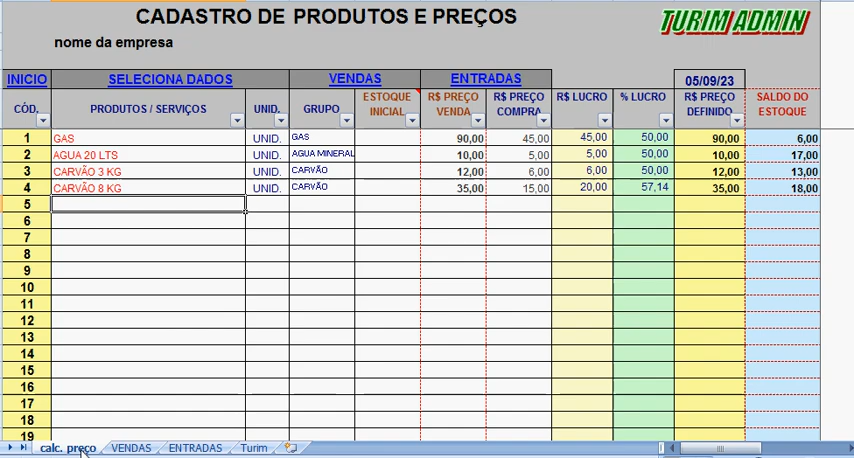 CADASTRO DE PRODUTOS E PREÇOS
TURIM ADMIN
nome da empresa
INICIO SELECIONA DADOS VENDAS ENTRADAS 05/09/23
CÓD. PRODUTOS / SERVIÇOS UNID. GRUPO ESTOQUE INICIAL R$ PREÇO VENDA R$ PREÇO COMPRA R$ LUCRO % LUCRO R$ PREÇO DEFINIDO SALDO DO ESTOQUE
1 GAS UNID. GAS 90,00 45,00 45,00 50,00 90,00 6,00
2 AGUA 20 LTS UNID. AGUA MINERAL 10,00 5,00 5,00 50,00 10,00 17,00
3 CARVÃO 3 KG UNID. CARVÃO 12,00 6,00 6,00 50,00 12,00 13,00
4 CARVÃO 8 KG UNID. CARVÃO 35,00 15,00 20,00 57,14 35,00 18,00
5
6
7
8
9
10
11
12
13
14
15
16
17
18
19
calc. preço VENDAS ENTRADAS Turim